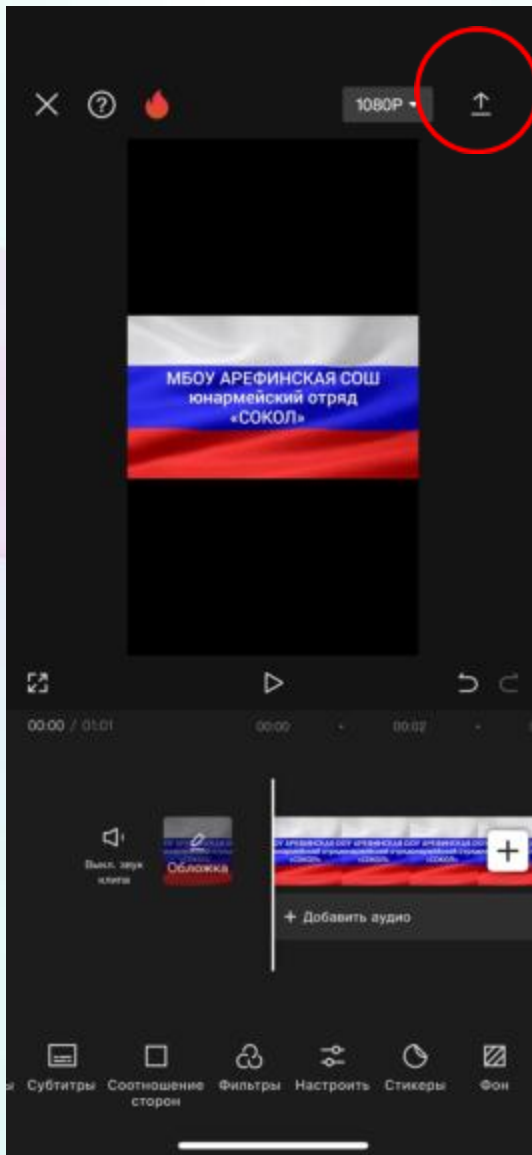 1080P
МБОУ АРЕФИНСКАЯ СОШ
юнармейский отряд
«СОКОЛ»
00:00 / 01:01
00:00
00:02
Выкл. звук
клипа
Обложка
+ Добавить аудио
Субтитры
Соотношение
сторон
Фильтры
Настроить
Стикеры
Фон